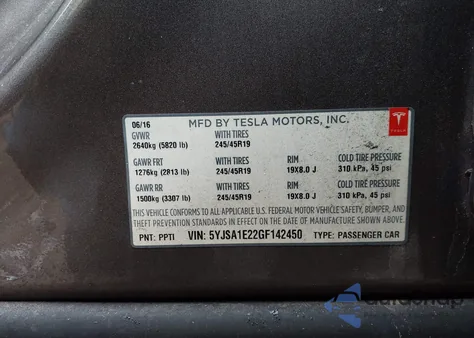 06/16 MFD BY TESLA MOTORS, INC.
TESLA
GVWR WITH TIRES
2640kg (5820 lb) 245/45R19
GAWR FRT WITH TIRES RIM COLD TIRE PRESSURE
1276kg (2813 lb) 245/45R19 19X8.0 J 310 kPa, 45 psi
GAWR RR WITH TIRES RIM COLD TIRE PRESSURE
1500kg (3307 lb) 245/45R19 19X8.0 J 310 kPa, 45 psi
THIS VEHICLE CONFORMS TO ALL APPLICABLE U.S. FEDERAL MOTOR VEHICLE SAFETY, BUMPER, AND
THEFT PREVENTION STANDARDS IN EFFECT ON THE DATE OF MANUFACTURE SHOWN ABOVE.
PNT: PPTI VIN: 5YJSA1E22GF142450 TYPE: PASSENGER CAR